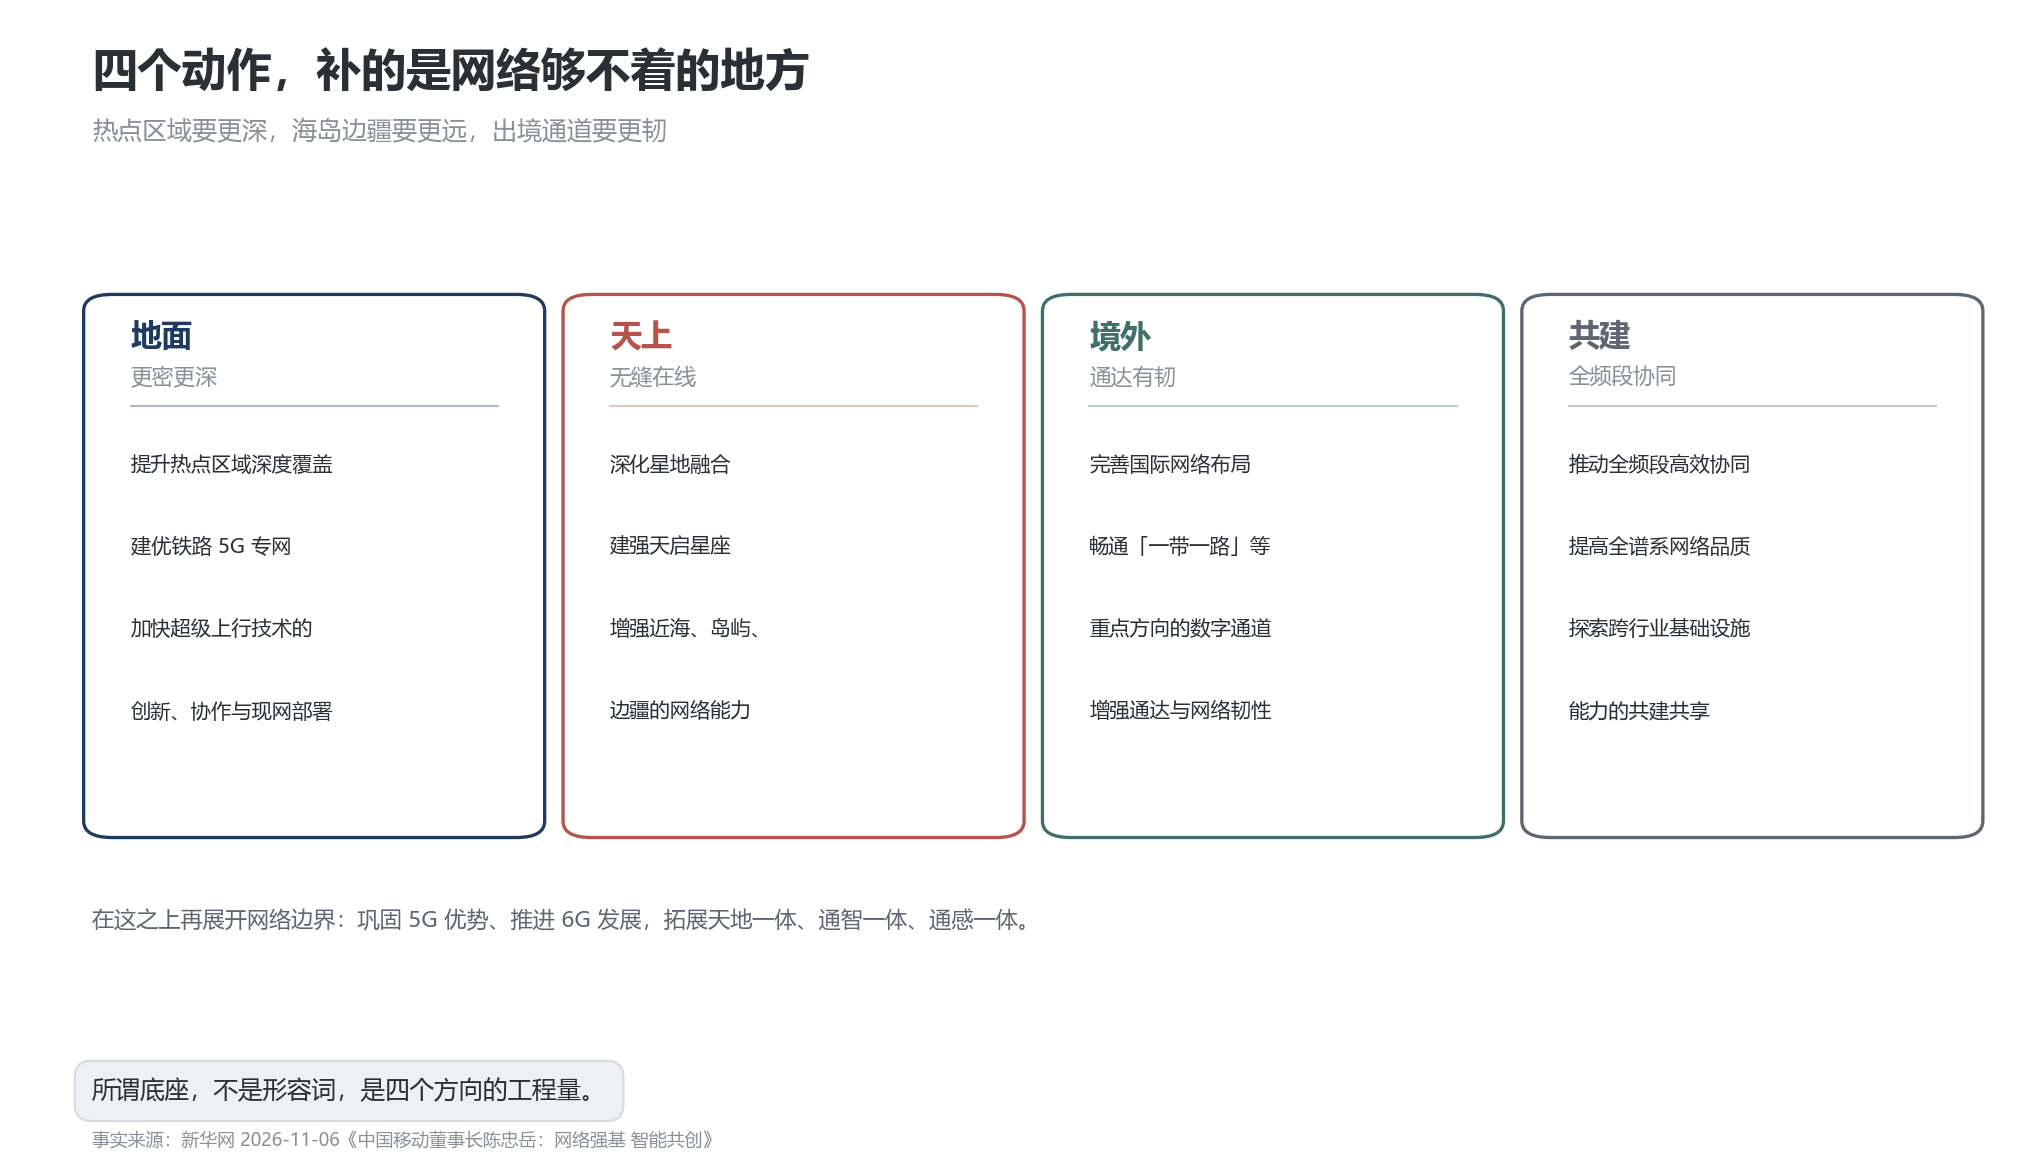 四个动作，补的是网络够不着的地方
热点区域要更深，海岛边疆要更远，出境通道要更韧
地面
更密更深
提升热点区域深度覆盖
建优铁路 5G 专网
加快超级上行技术的
创新、协作与现网部署
天上
无缝在线
深化星地融合
建强天启星座
增强近海、岛屿、
边疆的网络能力
境外
通达有韧
完善国际网络布局
畅通「一带一路」等
重点方向的数字通道
增强通达与网络韧性
共建
全频段协同
推动全频段高效协同
提高全谱系网络品质
探索跨行业基础设施
能力的共建共享
在这之上再展开网络边界：巩固 5G 优势、推进 6G 发展，拓展天地一体、通智一体、通感一体。
所谓底座，不是形容词，是四个方向的工程量。
事实来源：新华网 2026-11-06《中国移动董事长陈忠岳：网络强基 智能共创》